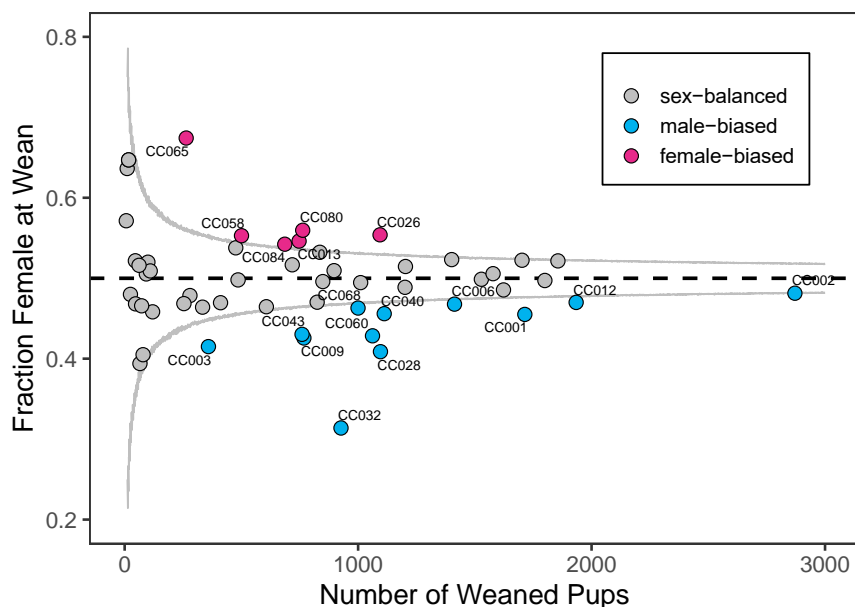 0.8
sex−balanced
male−biased
female−biased
CC065
0.6
CC058
CC080
CC026
CC084
CC013
CC002
CC068
CC040
CC006
CC012
CC043
CC060
CC001
CC003
CC009
CC028
0.4
CC032
0.2
0
1000
2000
3000
Number of Weaned Pups
Fraction Female at Wean